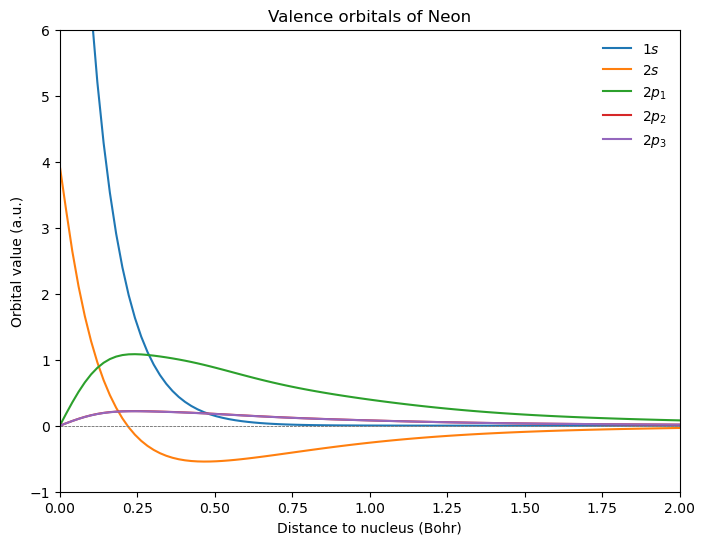 Valence orbitals of Neon
6
5
4
3
2
1
0
−1
Orbital value (a.u.)
1s
2s
2p₁
2p₂
2p₃
0.00 0.25 0.50 0.75 1.00 1.25 1.50 1.75 2.00
Distance to nucleus (Bohr)